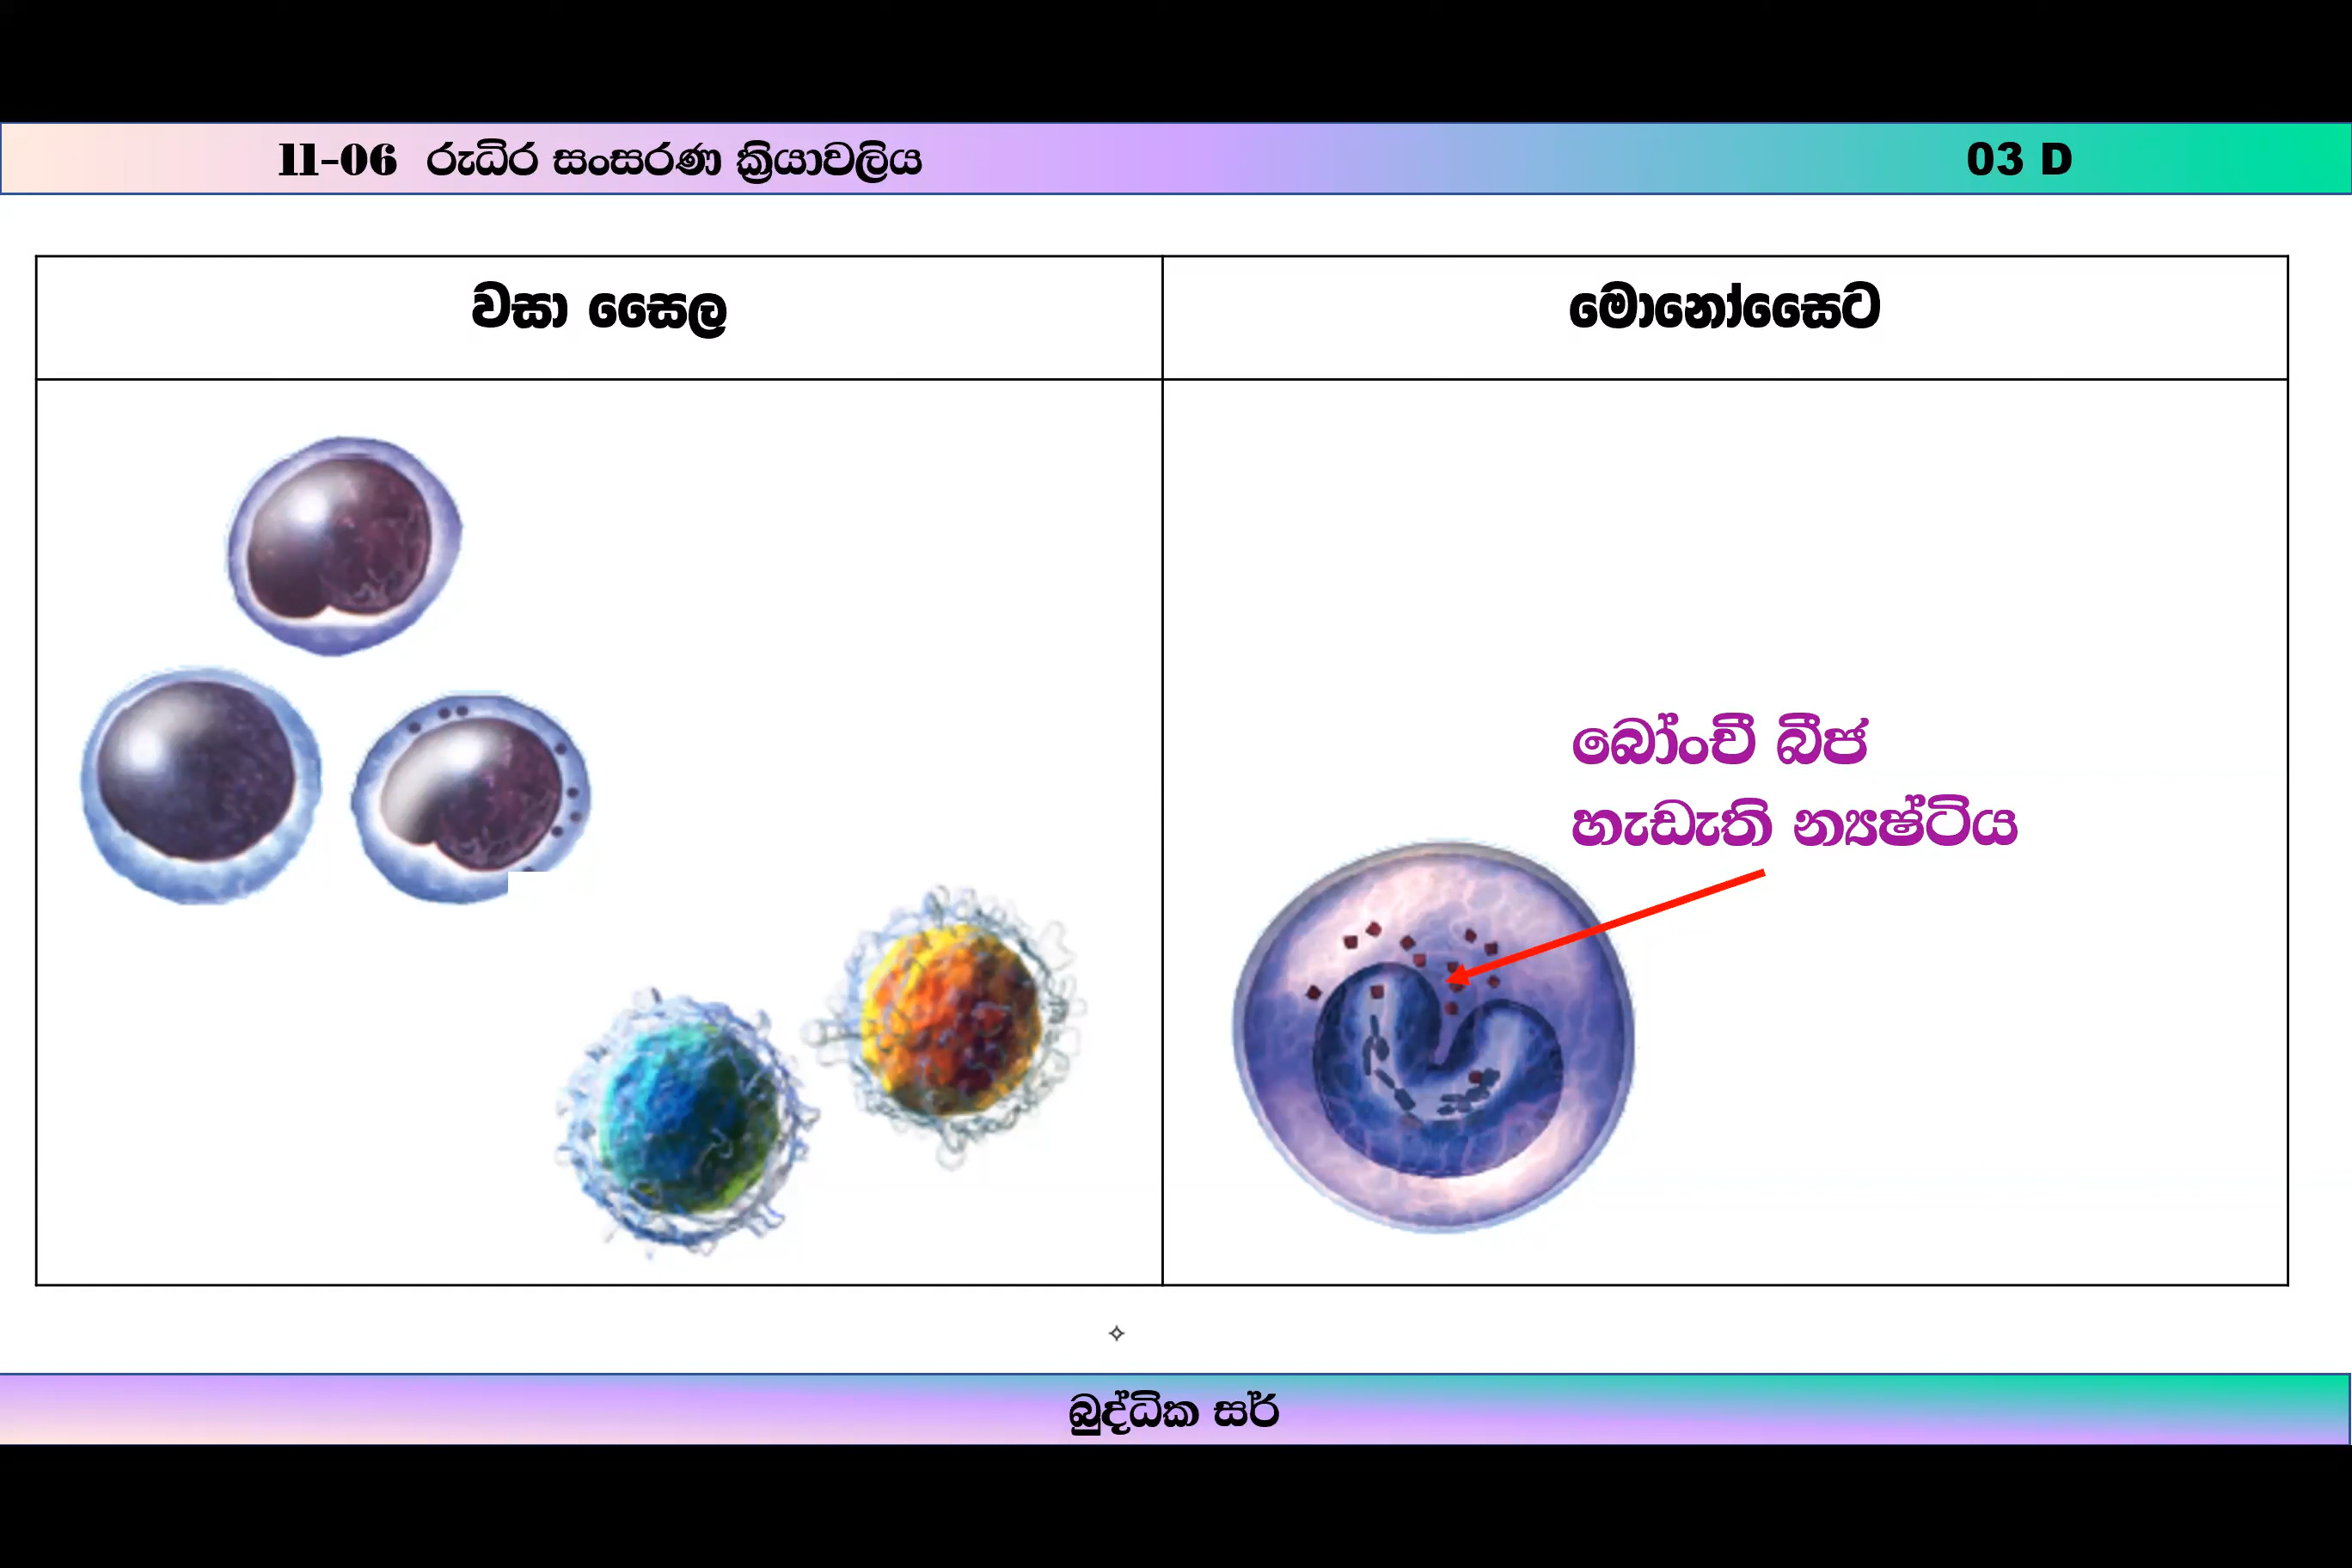 11-06 රුධිර සංසරණ ක්‍රියාවලිය
03 D
වසා සෛල
මොනෝසෛට
බෝංචි බීජ
හැඩැති න්‍යෂ්ටිය
බුද්ධික සර්